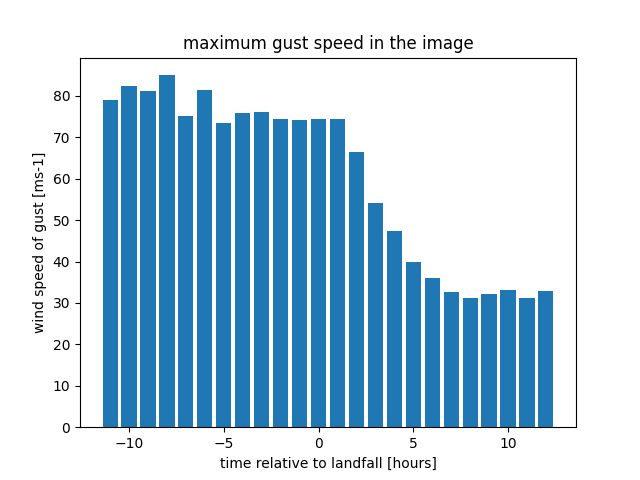 maximum gust speed in the image
80
70
60
50
40
30
20
10
0
wind speed of gust [ms-1]
−10 −5 0 5 10
time relative to landfall [hours]